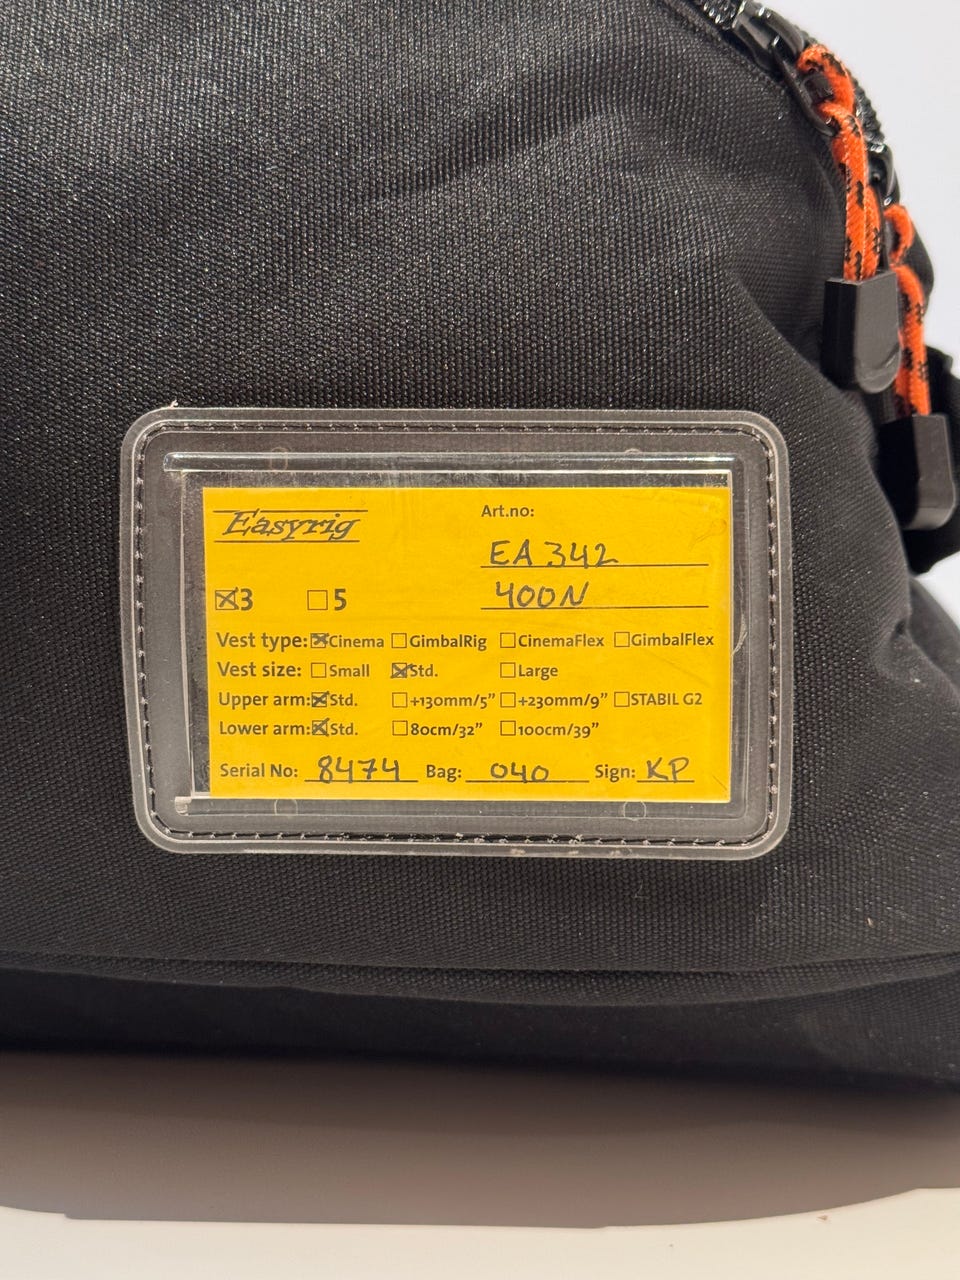 Easyrig
Art.no:
EA 342
400N
☒3 ☐5
Vest type: ☒Cinema ☐GimbalRig ☐CinemaFlex ☐GimbalFlex
Vest size: ☐Small ☒Std. ☐Large
Upper arm: ☒Std. ☐+130mm/5” ☐+230mm/9” ☐STABIL G2
Lower arm: ☒Std. ☐80cm/32” ☐100cm/39”
Serial No: 8474 Bag: 040 Sign: KP